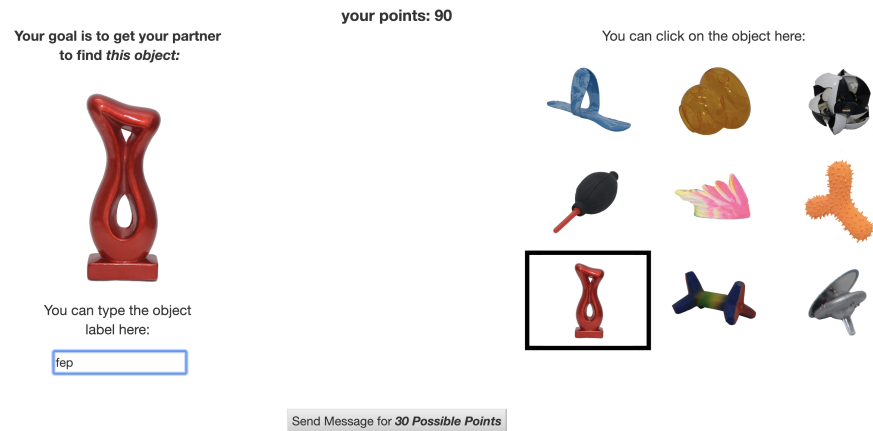 your points: 90
Your goal is to get your partner
to find this object:
You can click on the object here:
You can type the object
label here:
fep
Send Message for 30 Possible Points